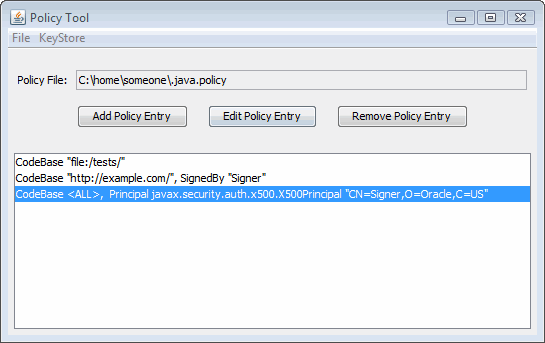 Policy Tool
File KeyStore
Policy File: C:\home\someone\.java.policy
Add Policy Entry Edit Policy Entry Remove Policy Entry
CodeBase "file:/tests/"
CodeBase "http://example.com/", SignedBy "Signer"
CodeBase <ALL>, Principal javax.security.auth.x500.X500Principal "CN=Signer,O=Oracle,C=US"